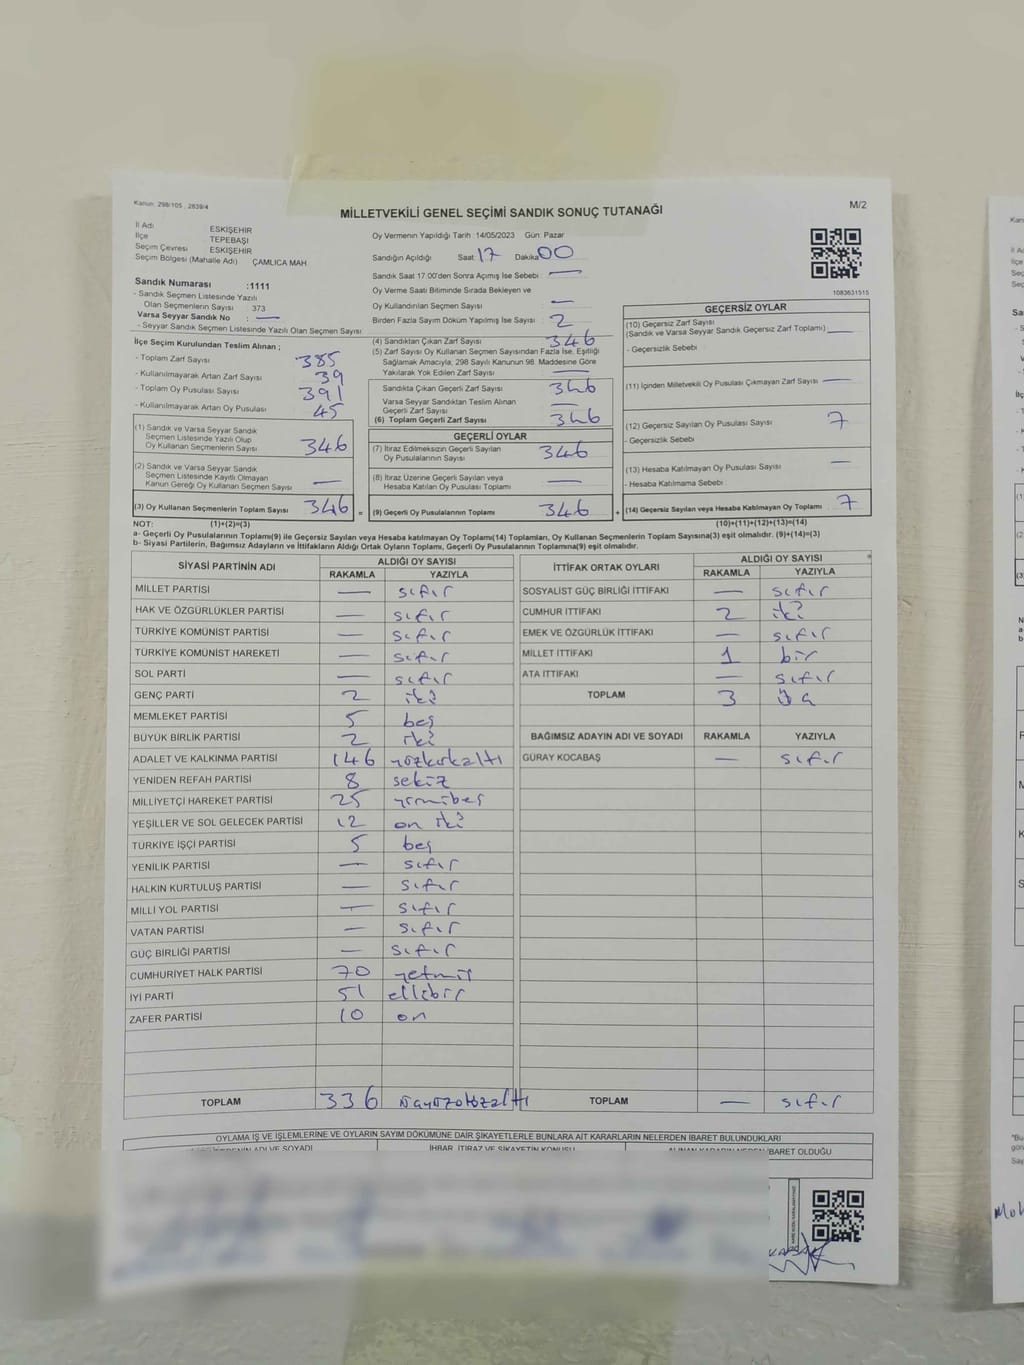 Kanun: 298/105 , 2839/4
MİLLETVEKİLİ GENEL SEÇİMİ SANDIK SONUÇ TUTANAĞI
M/2
İl Adı ESKİŞEHİR
İlçe TEPEBAŞI
Seçim Çevresi ESKİŞEHİR
Seçim Bölgesi (Mahalle Adı) : ÇAMLICA MAH.
Sandık Numarası :1111
- Sandık Seçmen Listesinde Yazılı
Olan Seçmenlerin Sayısı 373
Varsa Seyyar Sandık No : —
- Seyyar Sandık Seçmen Listesinde Yazılı Olan Seçmen Sayısı
İlçe Seçim Kurulundan Teslim Alınan ;
- Toplam Zarf Sayısı 385
- Kullanılmayarak Artan Zarf Sayısı 39
- Toplam Oy Pusulası Sayısı 391
- Kullanılmayarak Artan Oy Pusulası 45
(1) Sandık ve Varsa Seyyar Sandık
Seçmen Listesinde Yazılı Olup
Oy Kullanan Seçmenlerin Sayısı 346
(2) Sandık ve Varsa Seyyar Sandık
Seçmen Listesinde Kayıtlı Olmayan
Kanun Gereği Oy Kullanan Seçmen Sayısı —
(3) Oy Kullanan Seçmenlerin Toplam Sayısı 346 =
Oy Vermenin Yapıldığı Tarih : 14/05/2023 Gün: Pazar
Sandığın Açıldığı Saat: 17 Dakika: 00
Sandık Saat 17.00'den Sonra Açımış İse Sebebi : —
Oy Verme Saati Bitiminde Sırada Bekleyen ve
Oy Kullandırılan Seçmen Sayısı : —
Birden Fazla Sayım Döküm Yapılmış İse Sayısı : 2
(4) Sandıktan Çıkan Zarf Sayısı 346
(5) Zarf Sayısı Oy Kullanan Seçmen Sayısından Fazla İse, Eşitliği
Sağlamak Amacıyla, 298 Sayılı Kanunun 98. Maddesine Göre
Yakılarak Yok Edilen Zarf Sayısı —
Sandıkta Çıkan Geçerli Zarf Sayısı 346
Varsa Seyyar Sandıktan Teslim Alınan
Geçerli Zarf Sayısı —
(6) Toplam Geçerli Zarf Sayısı 346
GEÇERLİ OYLAR
(7) İtiraz Edilmeksizin Geçerli Sayılan
Oy Pusulalarının Sayısı 346
(8) İtiraz Üzerine Geçerli Sayılan veya
Hesaba Katılan Oy Pusulaları Toplamı —
(9) Geçerli Oy Pusulalarının Toplamı 346 +
1083631515
GEÇERSİZ OYLAR
(10) Geçersiz Zarf Sayısı
(Sandık ve Varsa Seyyar Sandık Geçersiz Zarf Toplamı) —
- Geçersizlik Sebebi
(11) İçinden Milletvekili Oy Pusulası Çıkmayan Zarf Sayısı —
(12) Geçersiz Sayılan Oy Pusulası Sayısı 7
- Geçersizlik Sebebi
(13) Hesaba Katılmayan Oy Pusulası Sayısı —
- Hesaba Katılmama Sebebi
(14) Geçersiz Sayılan veya Hesaba Katılmayan Oy Toplamı : 7
NOT: (1)+(2)=(3) (10)+(11)+(12)+(13)=(14)
a- Geçerli Oy Pusulalarının Toplamı(9) ile Geçersiz Sayılan veya Hesaba katılmayan Oy Toplam(14) Toplamları, Oy Kullanan Seçmenlerin Toplam Sayısına(3) eşit olmalıdır. (9)+(14)=(3)
b- Siyasi Partilerin, Bağımsız Adayların ve İttifakların Aldığı Ortak Oyların Toplamı, Geçerli Oy Pusulalarının Toplamına(9) eşit olmalıdır.
SİYASİ PARTİNİN ADI ALDIĞI OY SAYISI
RAKAMLA YAZIYLA
MİLLET PARTİSİ — sıfır
HAK VE ÖZGÜRLÜKLER PARTİSİ — sıfır
TÜRKİYE KOMÜNİST PARTİSİ — sıfır
TÜRKİYE KOMÜNİST HAREKETİ — sıfır
SOL PARTİ — sıfır
GENÇ PARTİ 2 iki
MEMLEKET PARTİSİ 5 beş
BÜYÜK BİRLİK PARTİSİ 2 iki
ADALET VE KALKINMA PARTİSİ 146 yözkırkaltı
YENİDEN REFAH PARTİSİ 8 sekiz
MİLLİYETÇİ HAREKET PARTİSİ 25 yirmibeş
YEŞİLLER VE SOL GELECEK PARTİSİ 12 on iki
TÜRKİYE İŞÇİ PARTİSİ 5 beş
YENİLİK PARTİSİ — sıfır
HALKIN KURTULUŞ PARTİSİ — sıfır
MİLLİ YOL PARTİSİ — sıfır
VATAN PARTİSİ — sıfır
GÜÇ BİRLİĞİ PARTİSİ — sıfır
CUMHURİYET HALK PARTİSİ 70 yetmiş
İYİ PARTİ 51 ellibir
ZAFER PARTİSİ 10 on
TOPLAM 336
İTTİFAK ORTAK OYLARI ALDIĞI OY SAYISI
RAKAMLA YAZIYLA
SOSYALİST GÜÇ BİRLİĞİ İTTİFAKI — sıfır
CUMHUR İTTİFAKI 2 iki
EMEK VE ÖZGÜRLÜK İTTİFAKI — sıfır
MİLLET İTTİFAKI 1 bir
ATA İTTİFAKI — sıfır
TOPLAM 3
BAĞIMSIZ ADAYIN ADI VE SOYADI RAKAMLA YAZIYLA
GÜRAY KOCABAŞ — sıfır
TOPLAM — sıfır
OYLAMA İŞ VE İŞLEMLERİNE VE OYLARIN SAYIM DÖKÜMÜNE DAİR ŞİKAYETLERLE BUNLARA AİT KARARLARIN NELERDEN İBARET BULUNDUKLARI
ADI VE SOYADI İHBAR, İTİRAZ VE ŞİKAYETİN KONUSU İBARET OLDUĞU